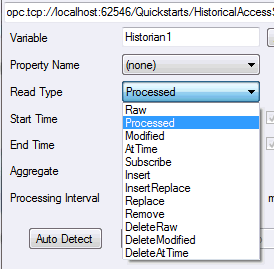 opc.tcp://localhost:62546/Quickstarts/HistoricalAccess
Variable Historian1
Property Name (none)
Read Type Processed
Start Time Raw
Processed
End Time Modified
AtTime
Aggregate Subscribe
Insert
Processing Interval InsertReplace
Replace
Remove
Auto Detect DeleteRaw
DeleteModified
DeleteAtTime